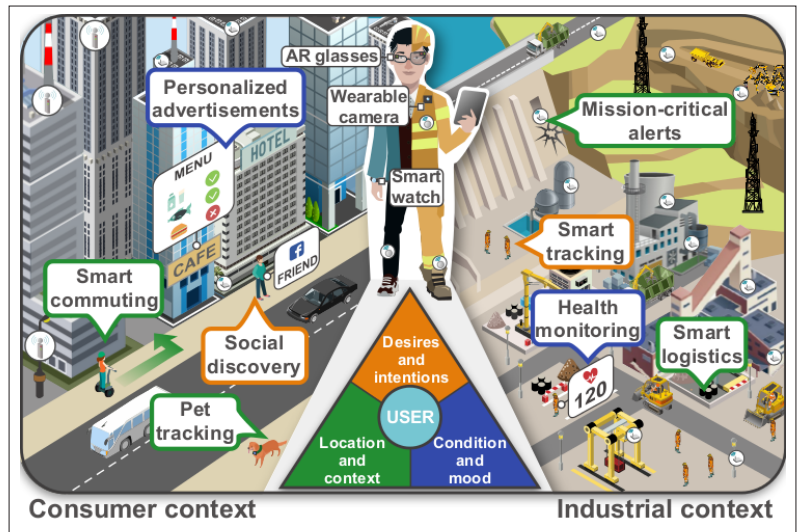 AR glasses
Personalized
advertisements
Wearable
camera
Mission-critical
alerts
MENU
HOTEL
Smart
watch
CAFE
f
FRIEND
Smart
tracking
Smart
commuting
Health
monitoring
Social
discovery
Desires and
intentions
Smart
logistics
120
USER
Pet
tracking
Location
and
context
Condition
and
mood
Consumer context
Industrial context